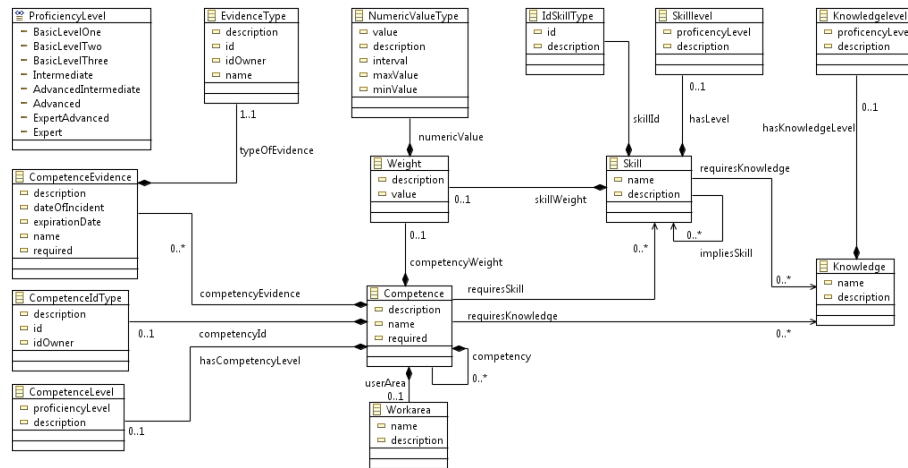 ProficiencyLevel
BasicLevelOne
BasicLevelTwo
BasicLevelThree
Intermediate
AdvancedIntermediate
Advanced
ExpertAdvanced
Expert
EvidenceType
description
id
idOwner
name
NumericValueType
value
description
interval
maxValue
minValue
IdSkillType
id
description
Skilllevel
proficencyLevel
description
Knowledgelevel
proficencyLevel
description
1..1
typeOfEvidence
numericValue
skillId
0..1
hasLevel
0..1
hasKnowledgeLevel
CompetenceEvidence
description
dateOfIncident
expirationDate
name
required
Weight
description
value
0..1
skillWeight
Skill
name
description
requiresKnowledge
0..*
impliesSkill
0..*
0..*
0..1
competencyWeight
0..*
Knowledge
name
description
CompetenceIdType
description
id
idOwner
competencyEvidence
0..1
competencyId
hasCompetencyLevel
Competence
description
name
required
requiresSkill
requiresKnowledge
0..*
competency
0..*
CompetenceLevel
proficiencyLevel
description
0..1
userArea
0..1
Workarea
name
description